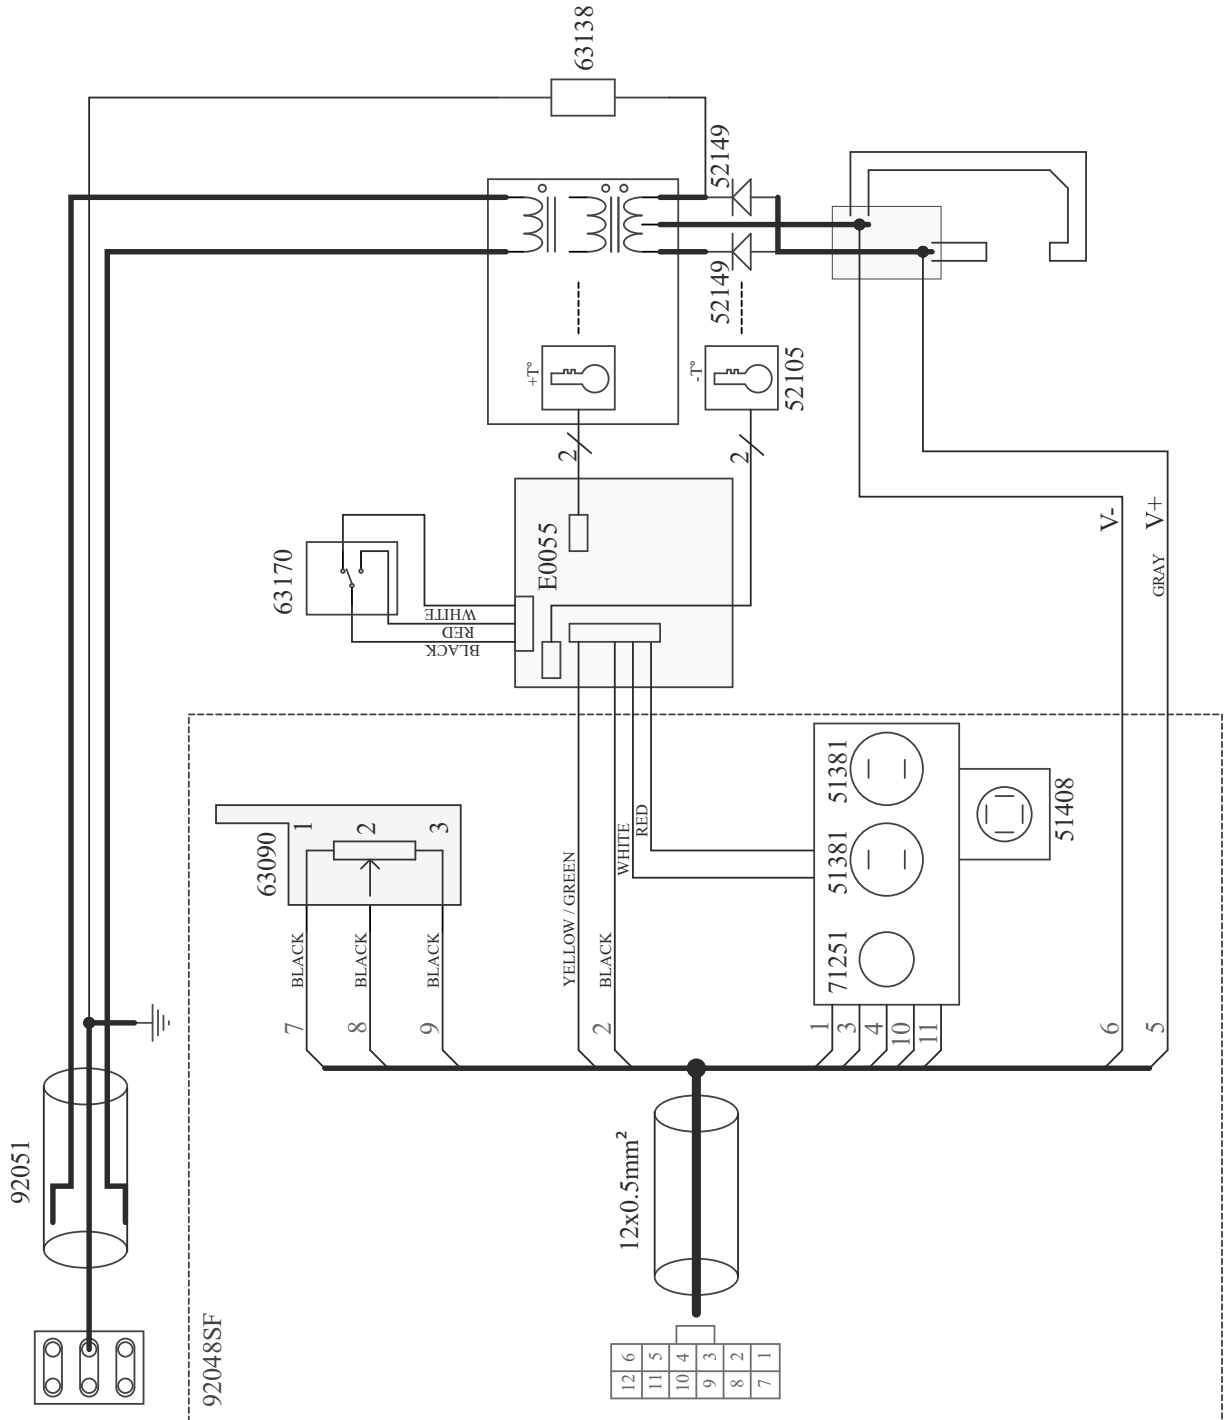 63138
52149
52149
+T°
-T°
52105
2
2
63170
E0055
WHITE
RED
BLACK
V-
V+
GRAY
63090
1
2
3
BLACK
BLACK
BLACK
7
8
9
YELLOW / GREEN
BLACK
2
WHITE
RED
51381
51381
71251
51408
1
3
4
10
11
6
5
92051
12x0.5mm²
92048SF
12 6
11 5
10 4
9 3
8 2
7 1